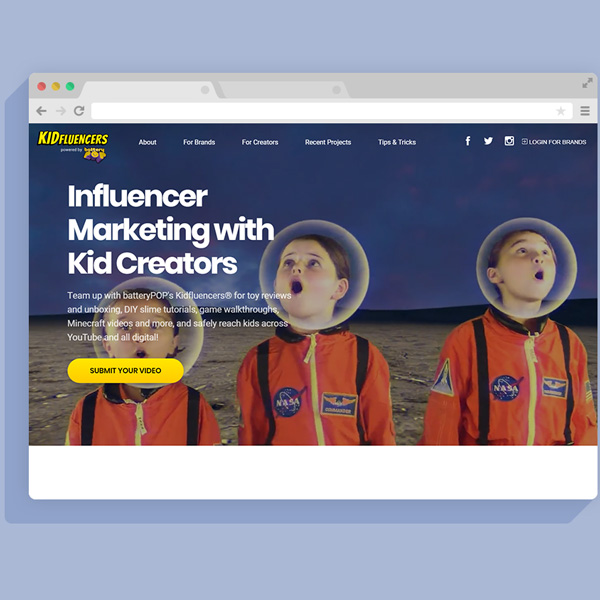 KIDFLUENCERS
powered by battery POP
About For Brands For Creators Recent Projects Tips & Tricks LOGIN FOR BRANDS
Influencer
Marketing with
Kid Creators
Team up with batteryPOP's Kidfluencers® for toy reviews
and unboxing, DIY slime tutorials, game walkthroughs,
Minecraft videos and more, and safely reach kids across
YouTube and all digital!
SUBMIT YOUR VIDEO
NASA
NASA